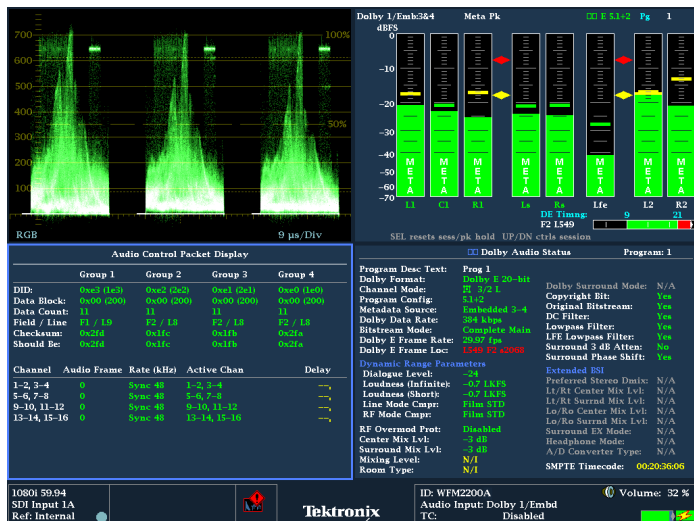 700
600
500
400
300
200
100
0
100%
50%
RGB
9 µs/Div
Dolby 1/Emb:3&4 Meta Pk E 5.1+2 Pg 1
dBFS
0
-10
-20
-30
-40
-50
-60
-70
META META META META META META META META
L1 C1 R1 Ls Rs Lfe L2 R2
DE Timng: 9 21
F2 L549
SEL resets sess/pk hold UP/DN ctrls session
Audio Control Packet Display
Group 1 Group 2 Group 3 Group 4
DID: 0xe3 (1e3) 0xe2 (2e2) 0xe1 (2e1) 0xe0 (1e0)
Data Block: 0x00 (200) 0x00 (200) 0x00 (200) 0x00 (200)
Data Count: 11 11 11 11
Field / Line F1 / L9 F2 / L8 F2 / L8 F2 / L8
Checksum: 0x2fd 0x1fc 0x1fb 0x2fa
Should Be: 0x2fd 0x1fc 0x1fb 0x2fa
Channel Audio Frame Rate (kHz) Active Chan Delay
1-2, 3-4 0 Sync 48 1-2, 3-4 --,
5-6, 7-8 0 Sync 48 5-6, 7-8 --,
9-10, 11-12 0 Sync 48 9-10, 11-12 --,
13-14, 15-16 0 Sync 48 13-14, 15-16 --,
Dolby Audio Status Program: 1
Program Desc Text: Prog 1
Dolby Format: Dolby E 20-bit
Channel Mode: 3/2 L
Program Config: 5.1+2
Metadata Source: Embedded 3-4
Dolby Data Rate: 384 kbps
Bitstream Mode: Complete Main
Dolby E Frame Rate: 29.97 fps
Dolby E Frame Loc: L549 F2 s2068
Dynamic Range Parameters
Dialogue Level: -24
Loudness (Infinite): -0.7 LKFS
Loudness (Short): -0.7 LKFS
Line Mode Cmpr: Film STD
RF Mode Cmpr: Film STD
RF Overmod Prot: Disabled
Center Mix Lvl: -3 dB
Surround Mix Lvl: -3 dB
Mixing Level: N/I
Room Type: N/I
Dolby Surround Mode: N/A
Copyright Bit: Yes
Original Bitstream: Yes
DC Filter: Yes
Lowpass Filter: Yes
LFE Lowpass Filter: Yes
Surround 3 dB Atten: No
Surround Phase Shift: Yes
Extended BSI
Preferred Stereo Dmix: N/A
Lt/Rt Center Mix Lvl: N/A
Lt/Rt Surrnd Mix Lvl: N/A
Lo/Ro Center Mix Lvl: N/A
Lo/Ro Surrnd Mix Lvl: N/A
Surround EX Mode: N/A
Headphone Mode: N/A
A/D Converter Type: N/A
SMPTE Timecode: 00:20:36:06
1080i 59.94
SDI Input 1A
Ref: Internal
Tektronix
ID: WFM2200A Volume: 32 %
Audio Input: Dolby 1/Embd
TC: Disabled